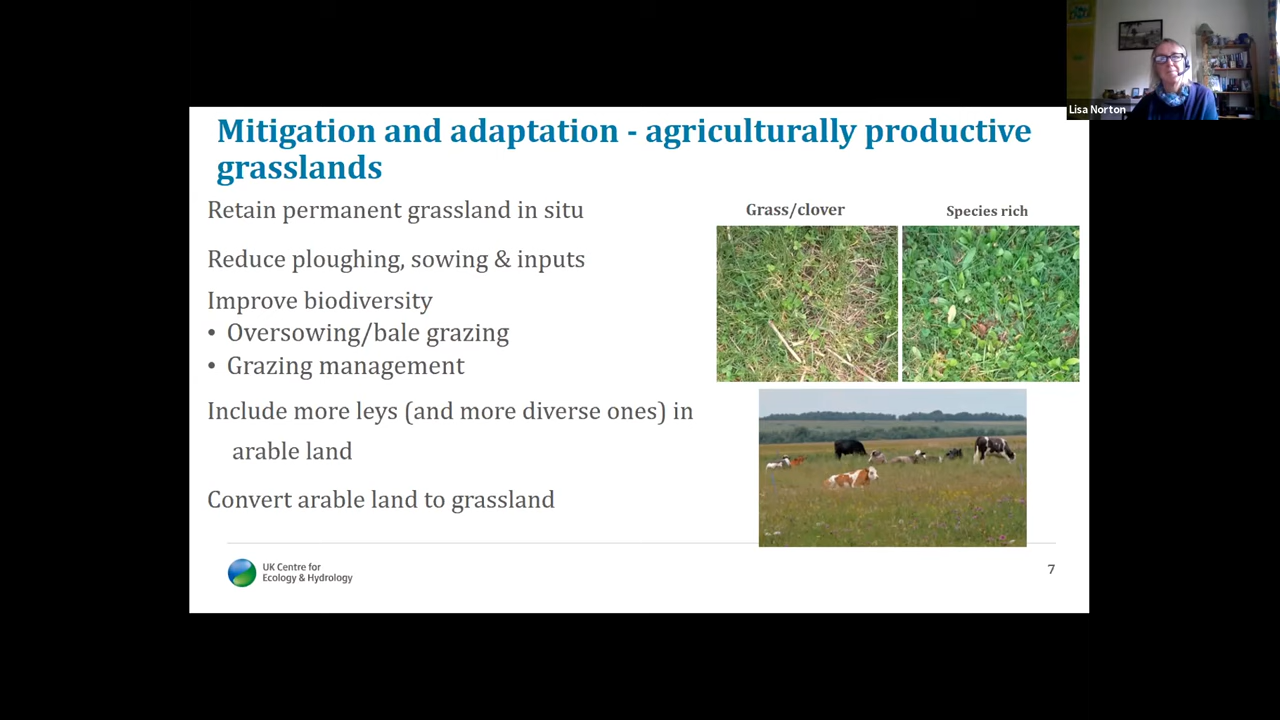 Lisa Norton
Mitigation and adaptation - agriculturally productive
grasslands
Retain permanent grassland in situ
Reduce ploughing, sowing & inputs
Improve biodiversity
• Oversowing/bale grazing
• Grazing management
Include more leys (and more diverse ones) in
arable land
Convert arable land to grassland
Grass/clover
Species rich
UK Centre for
Ecology & Hydrology
7